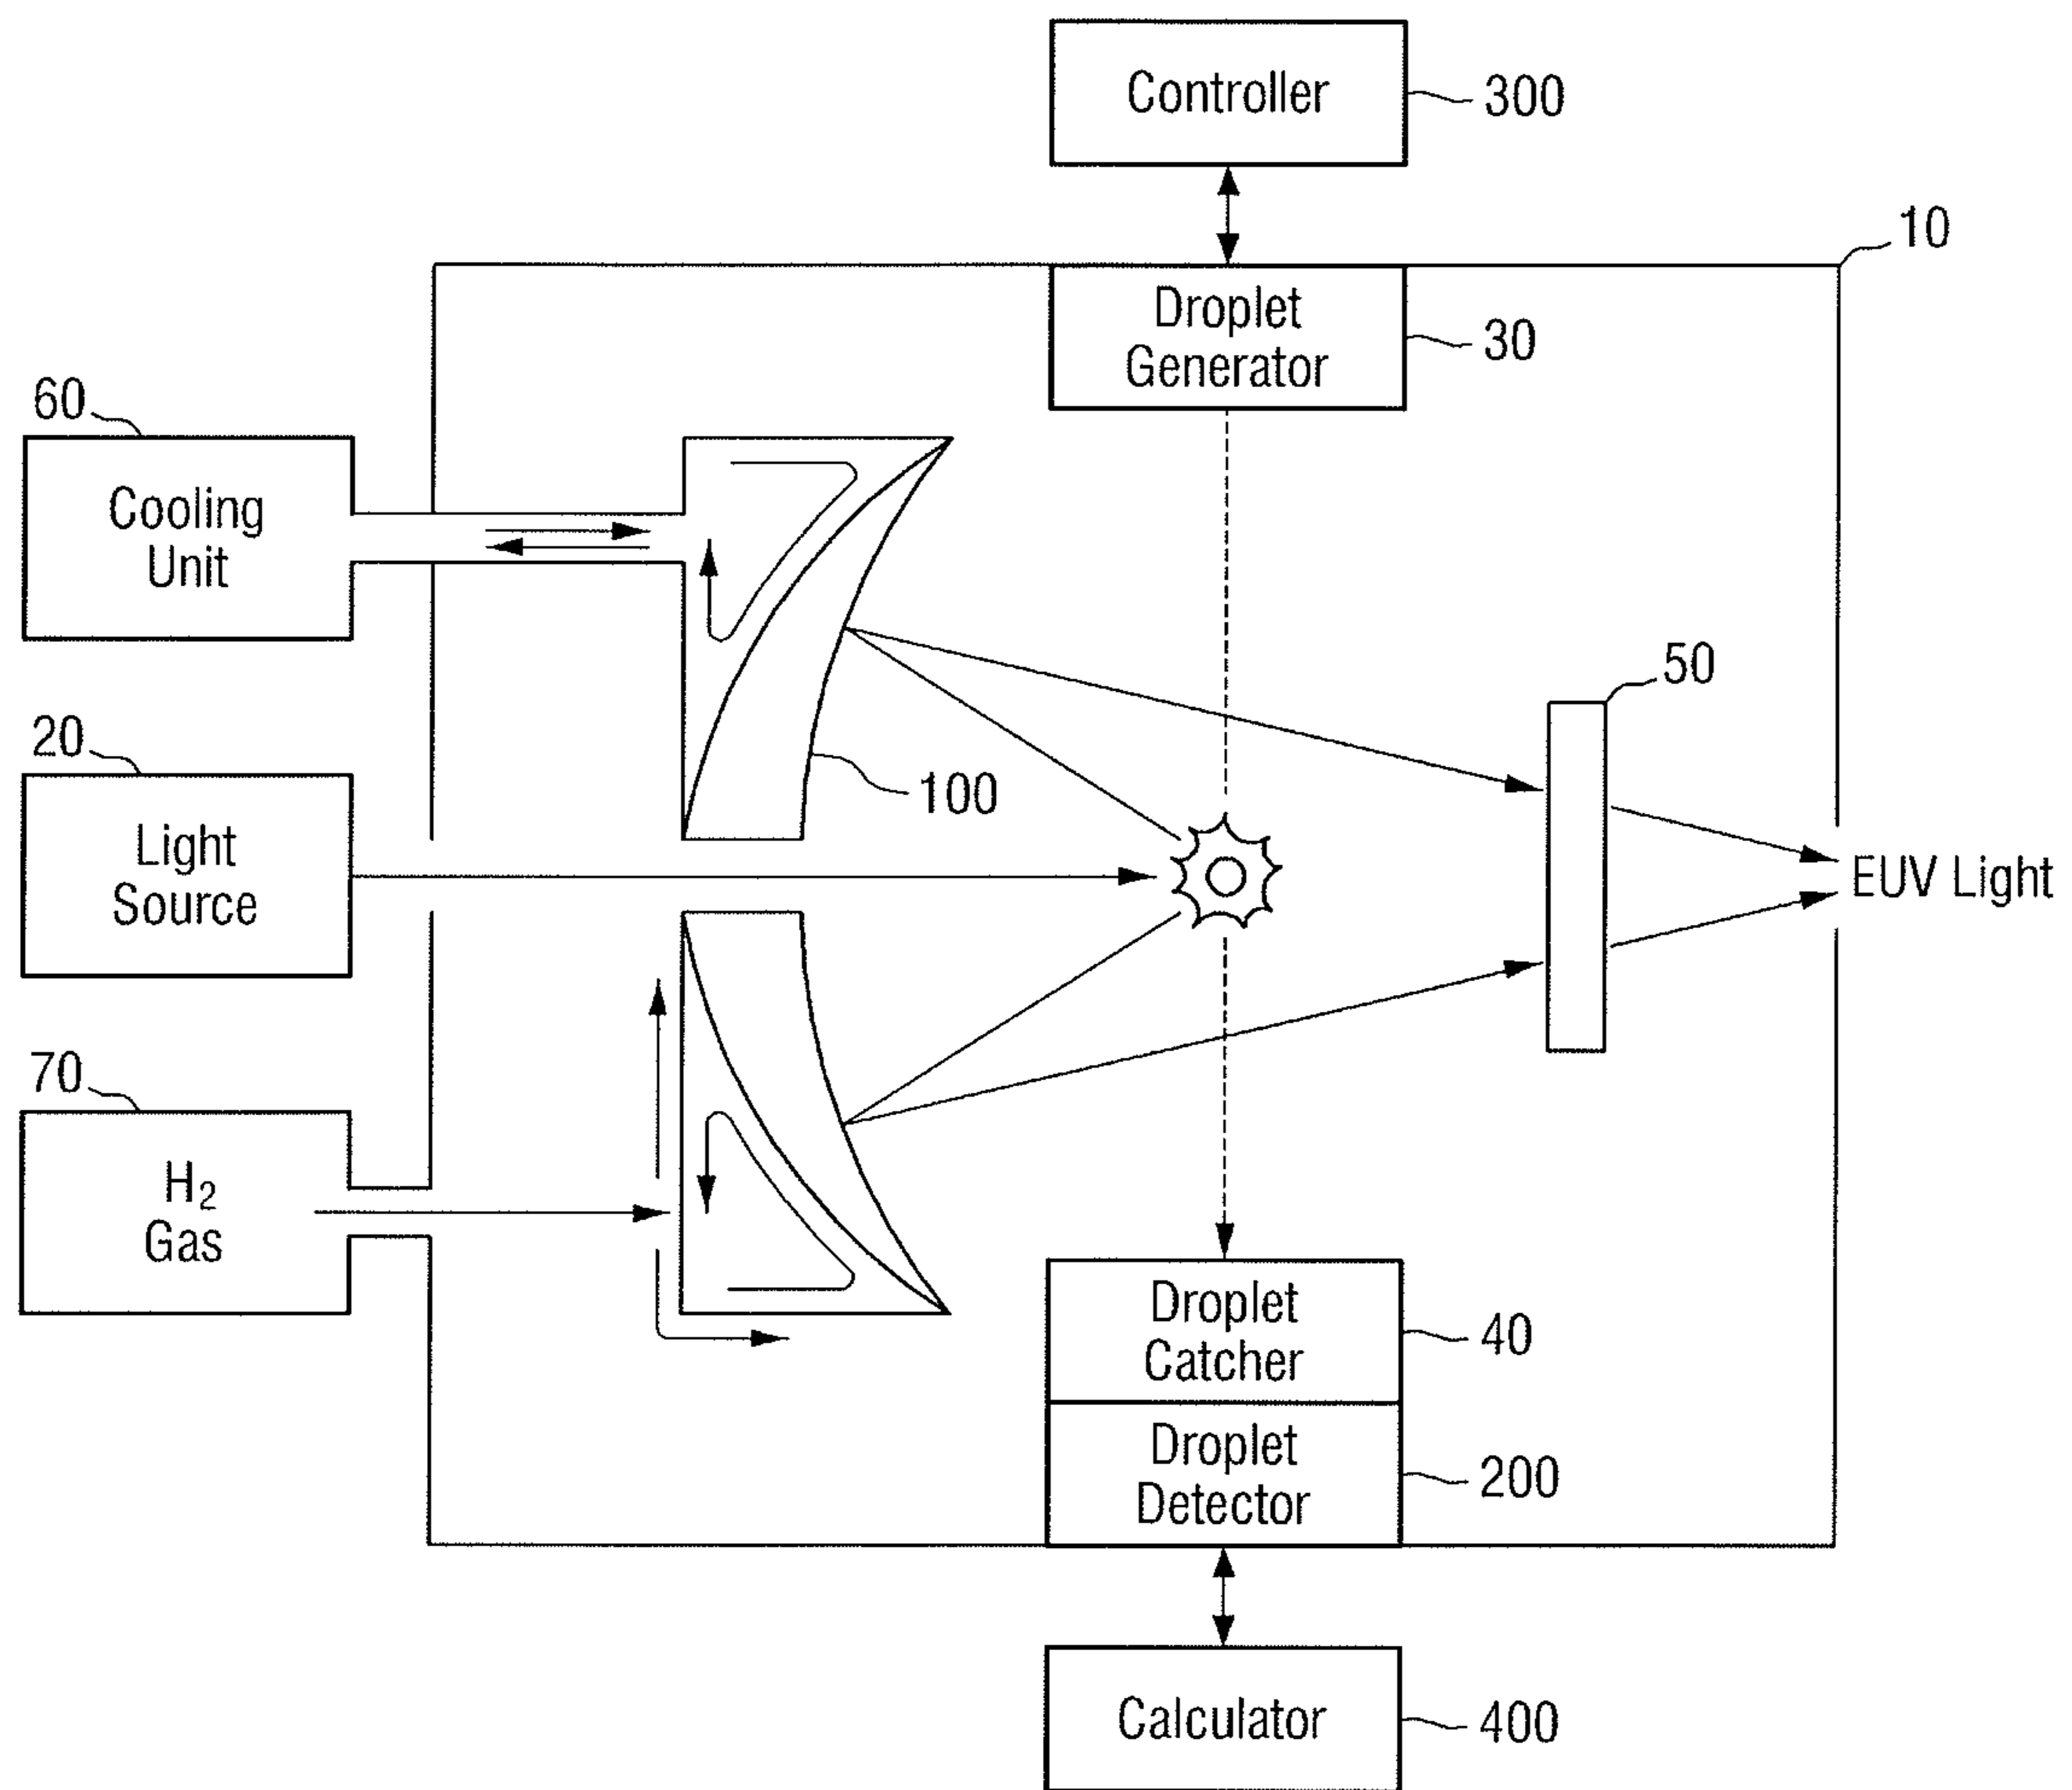 Controller
300
10
Droplet
Generator
30
60
Cooling
Unit
50
20
100
Light
Source
EUV Light
70
H₂
Gas
Droplet
Catcher
40
Droplet
Detector
200
Calculator
400